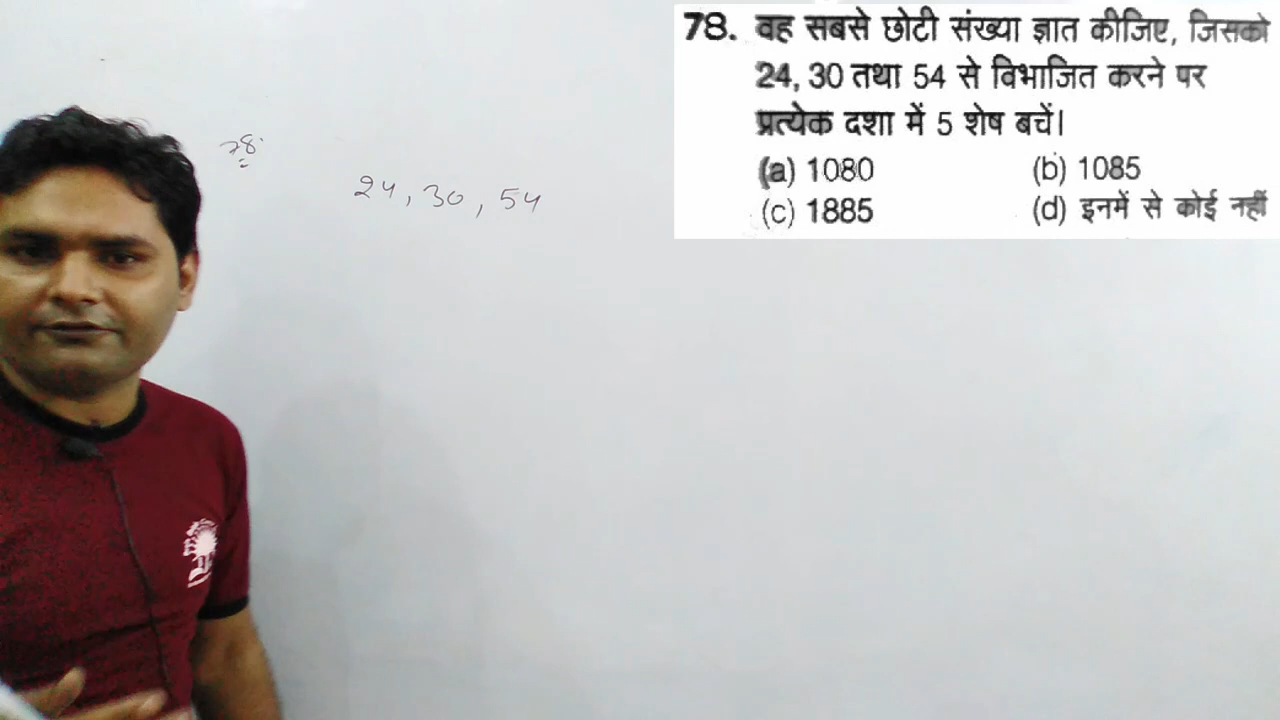 78. वह सबसे छोटी संख्या ज्ञात कीजिए, जिसको
24, 30 तथा 54 से विभाजित करने पर
प्रत्येक दशा में 5 शेष बचें।
(a) 1080 (b) 1085
(c) 1885 (d) इनमें से कोई नहीं
78.
24, 30, 54